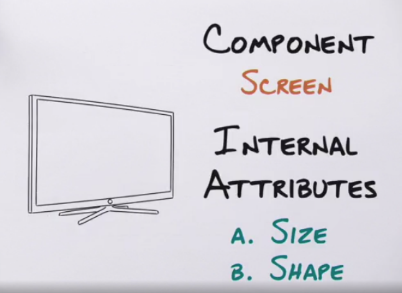 COMPONENT
SCREEN
INTERNAL
ATTRIBUTES
A. SIZE
B. SHAPE